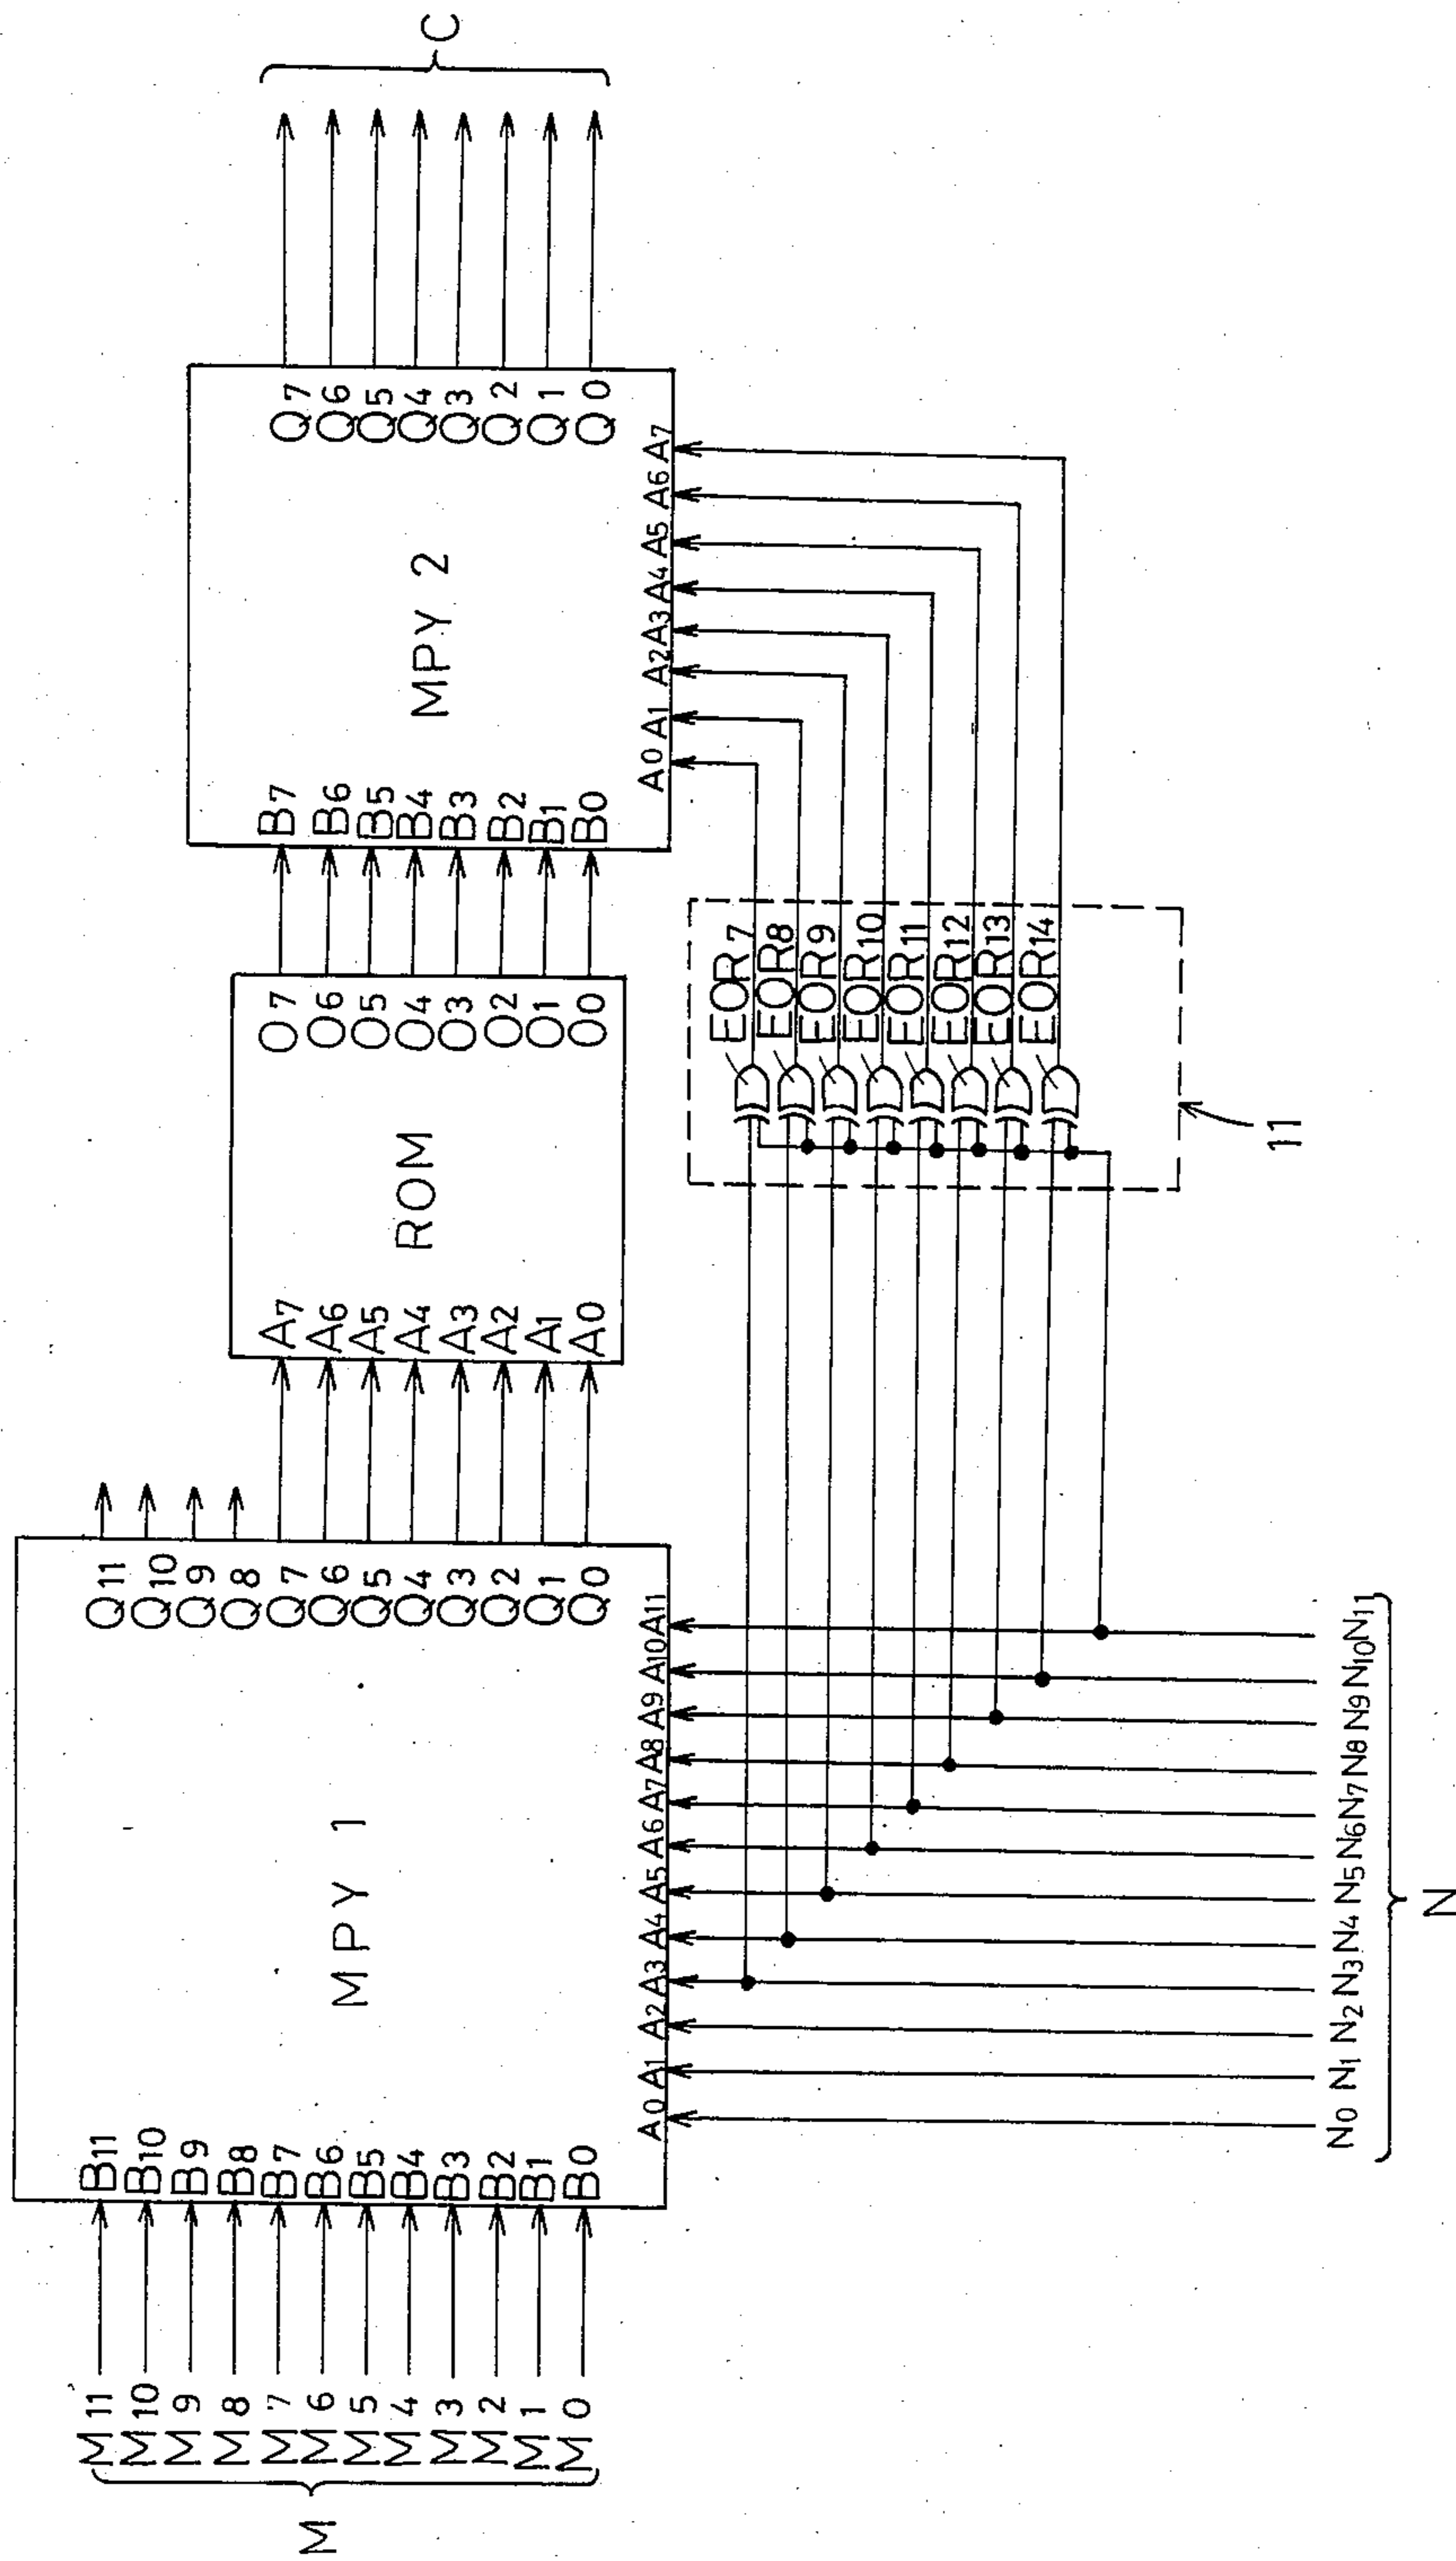 M
M11
M10
M9
M8
M7
M6
M5
M4
M3
M2
M1
M0
B11
B10
B9
B8
B7
B6
B5
B4
B3
B2
B1
B0
MPY 1
Q11
Q10
Q9
Q8
Q7
Q6
Q5
Q4
Q3
Q2
Q1
Q0
A0 A1 A2 A3 A4 A5 A6 A7 A8 A9 A10 A11
N0 N1 N2 N3 N4 N5 N6 N7 N8 N9 N10 N11
N
A7
A6
A5
A4
A3
A2
A1
A0
ROM
O7
O6
O5
O4
O3
O2
O1
O0
B7
B6
B5
B4
B3
B2
B1
B0
MPY 2
Q7
Q6
Q5
Q4
Q3
Q2
Q1
Q0
A0 A1 A2 A3 A4 A5 A6 A7
C
EOR7
EOR8
EOR9
EOR10
EOR11
EOR12
EOR13
EOR14
11